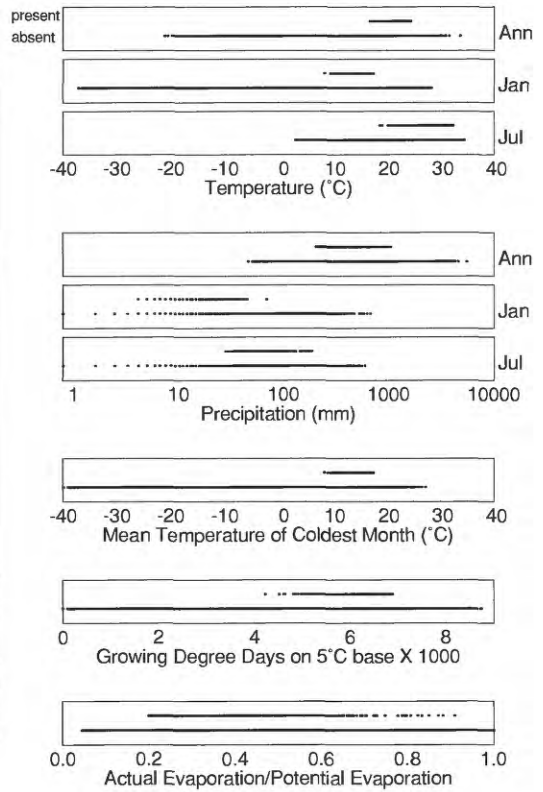 present
absent
Ann
Jan
Jul
-40 -30 -20 -10 0 10 20 30 40
Temperature (˚C)
Ann
Jan
Jul
1 10 100 1000 10000
Precipitation (mm)
-40 -30 -20 -10 0 10 20 30 40
Mean Temperature of Coldest Month (˚C)
0 2 4 6 8
Growing Degree Days on 5˚C base X 1000
0.0 0.2 0.4 0.6 0.8 1.0
Actual Evaporation/Potential Evaporation